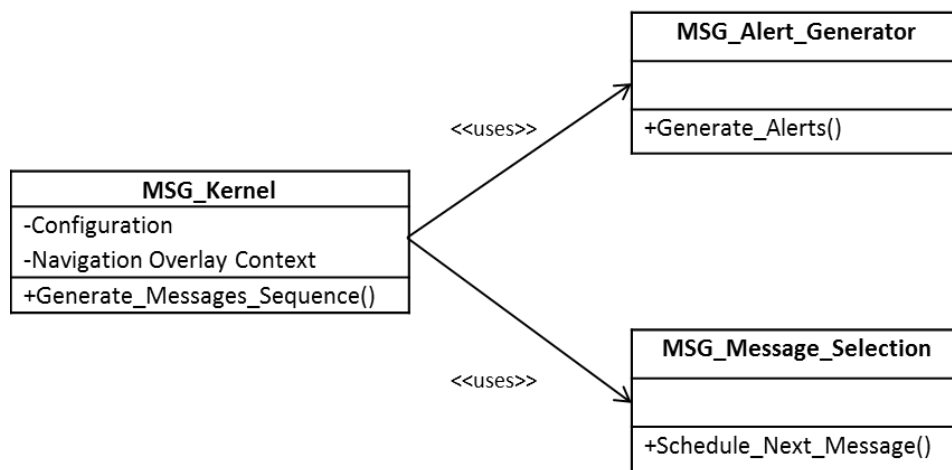 MSG_Alert_Generator
+Generate_Alerts()
<<uses>>
MSG_Kernel
-Configuration
-Navigation Overlay Context
+Generate_Messages_Sequence()
<<uses>>
MSG_Message_Selection
+Schedule_Next_Message()